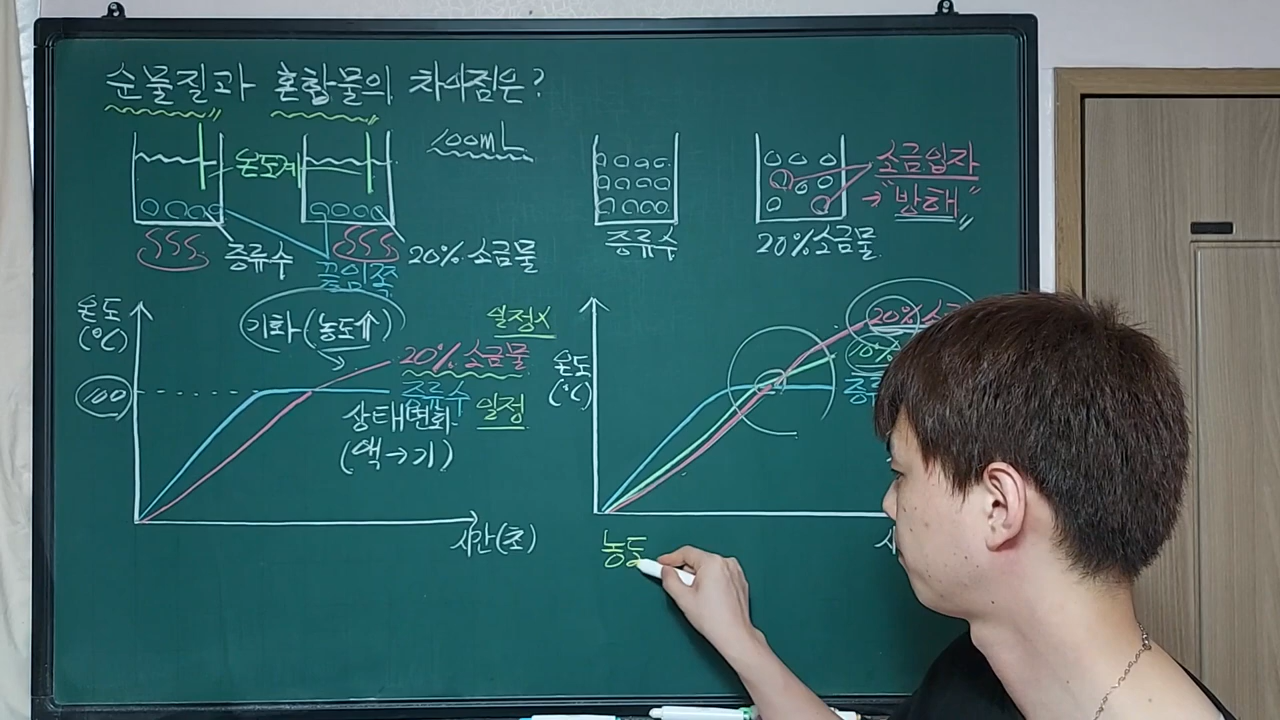 순물질과 혼합물의 차이점은?
온도계
100mL
증류수
끓임쪽
20% 소금물
증류수
20% 소금물
소금입자
→ "방해"
온도
(℃)
100
기화(농도⇑)
일정X
20% 소금물
증류수
일정
상태변화
(액→기)
시간(초)
온도
(℃)
20%
10%
농도